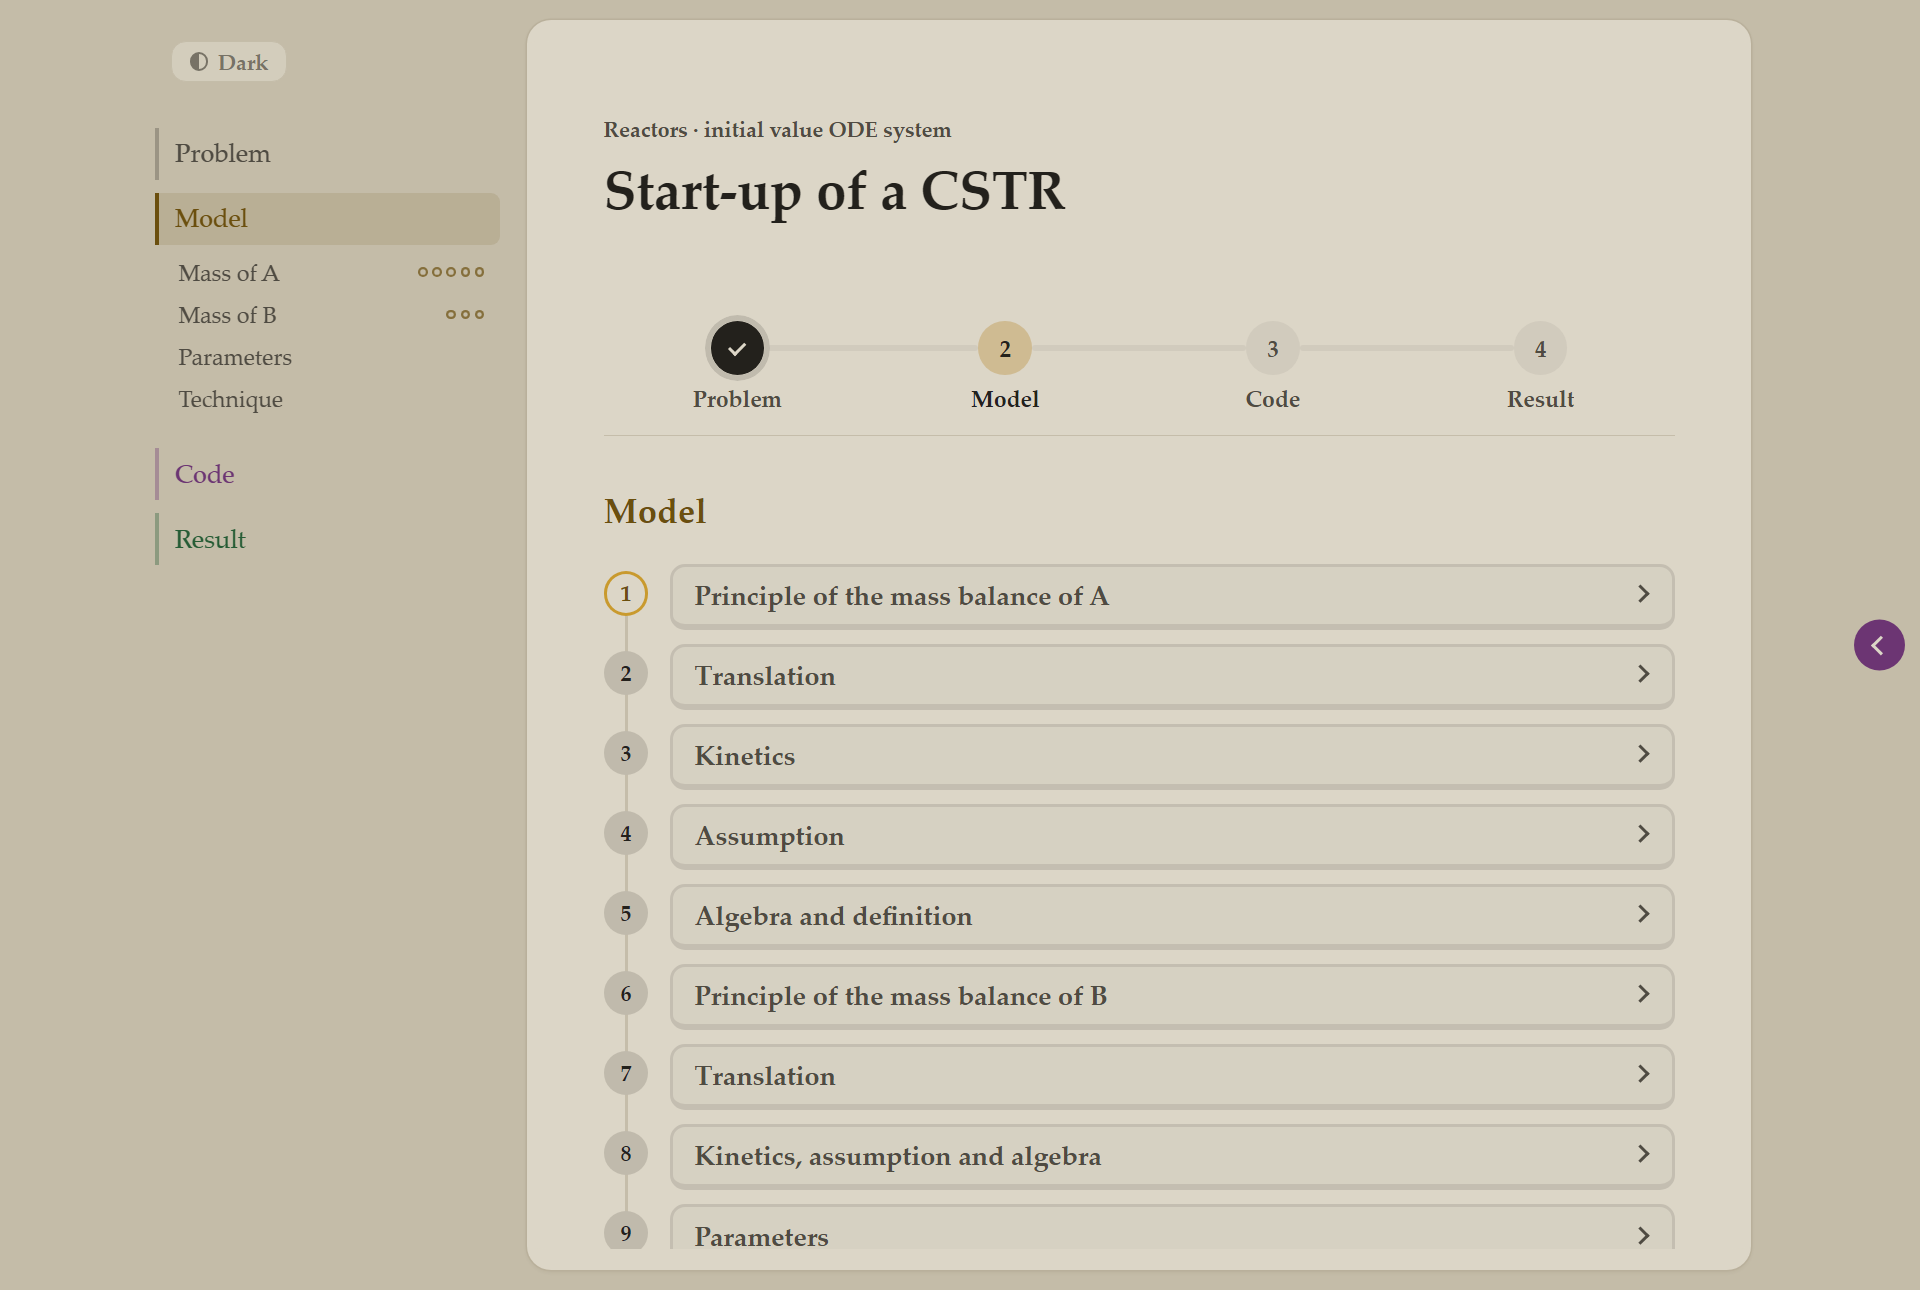 Dark
Problem
Model
Mass of A
Mass of B
Parameters
Technique
Code
Result
Reactors · initial value ODE system
Start-up of a CSTR
2
3
4
Problem
Model
Code
Result
Model
1 Principle of the mass balance of A
2 Translation
3 Kinetics
4 Assumption
5 Algebra and definition
6 Principle of the mass balance of B
7 Translation
8 Kinetics, assumption and algebra
9 Parameters